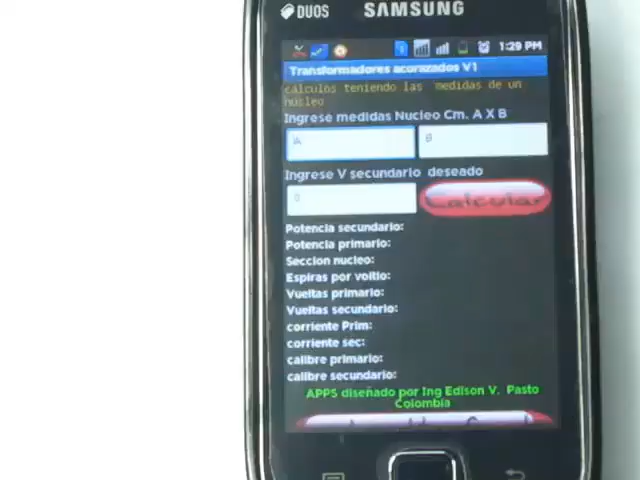 DUOS SAMSUNG
1:29 PM
Transformadores acorazados V1
calculos teniendo las medidas de un
nucleo
Ingrese medidas Nucleo Cm. A X B
A B
Ingrese V secundario deseado
Calcular
Potencia secundario:
Potencia primario:
Seccion nucleo:
Espiras por voltio:
Vueltas primario:
Vueltas secundario:
corriente Prim:
corriente sec:
calibre primario:
calibre secundario:
APPS diseñado por Ing Edison V. Pasto
Colombia